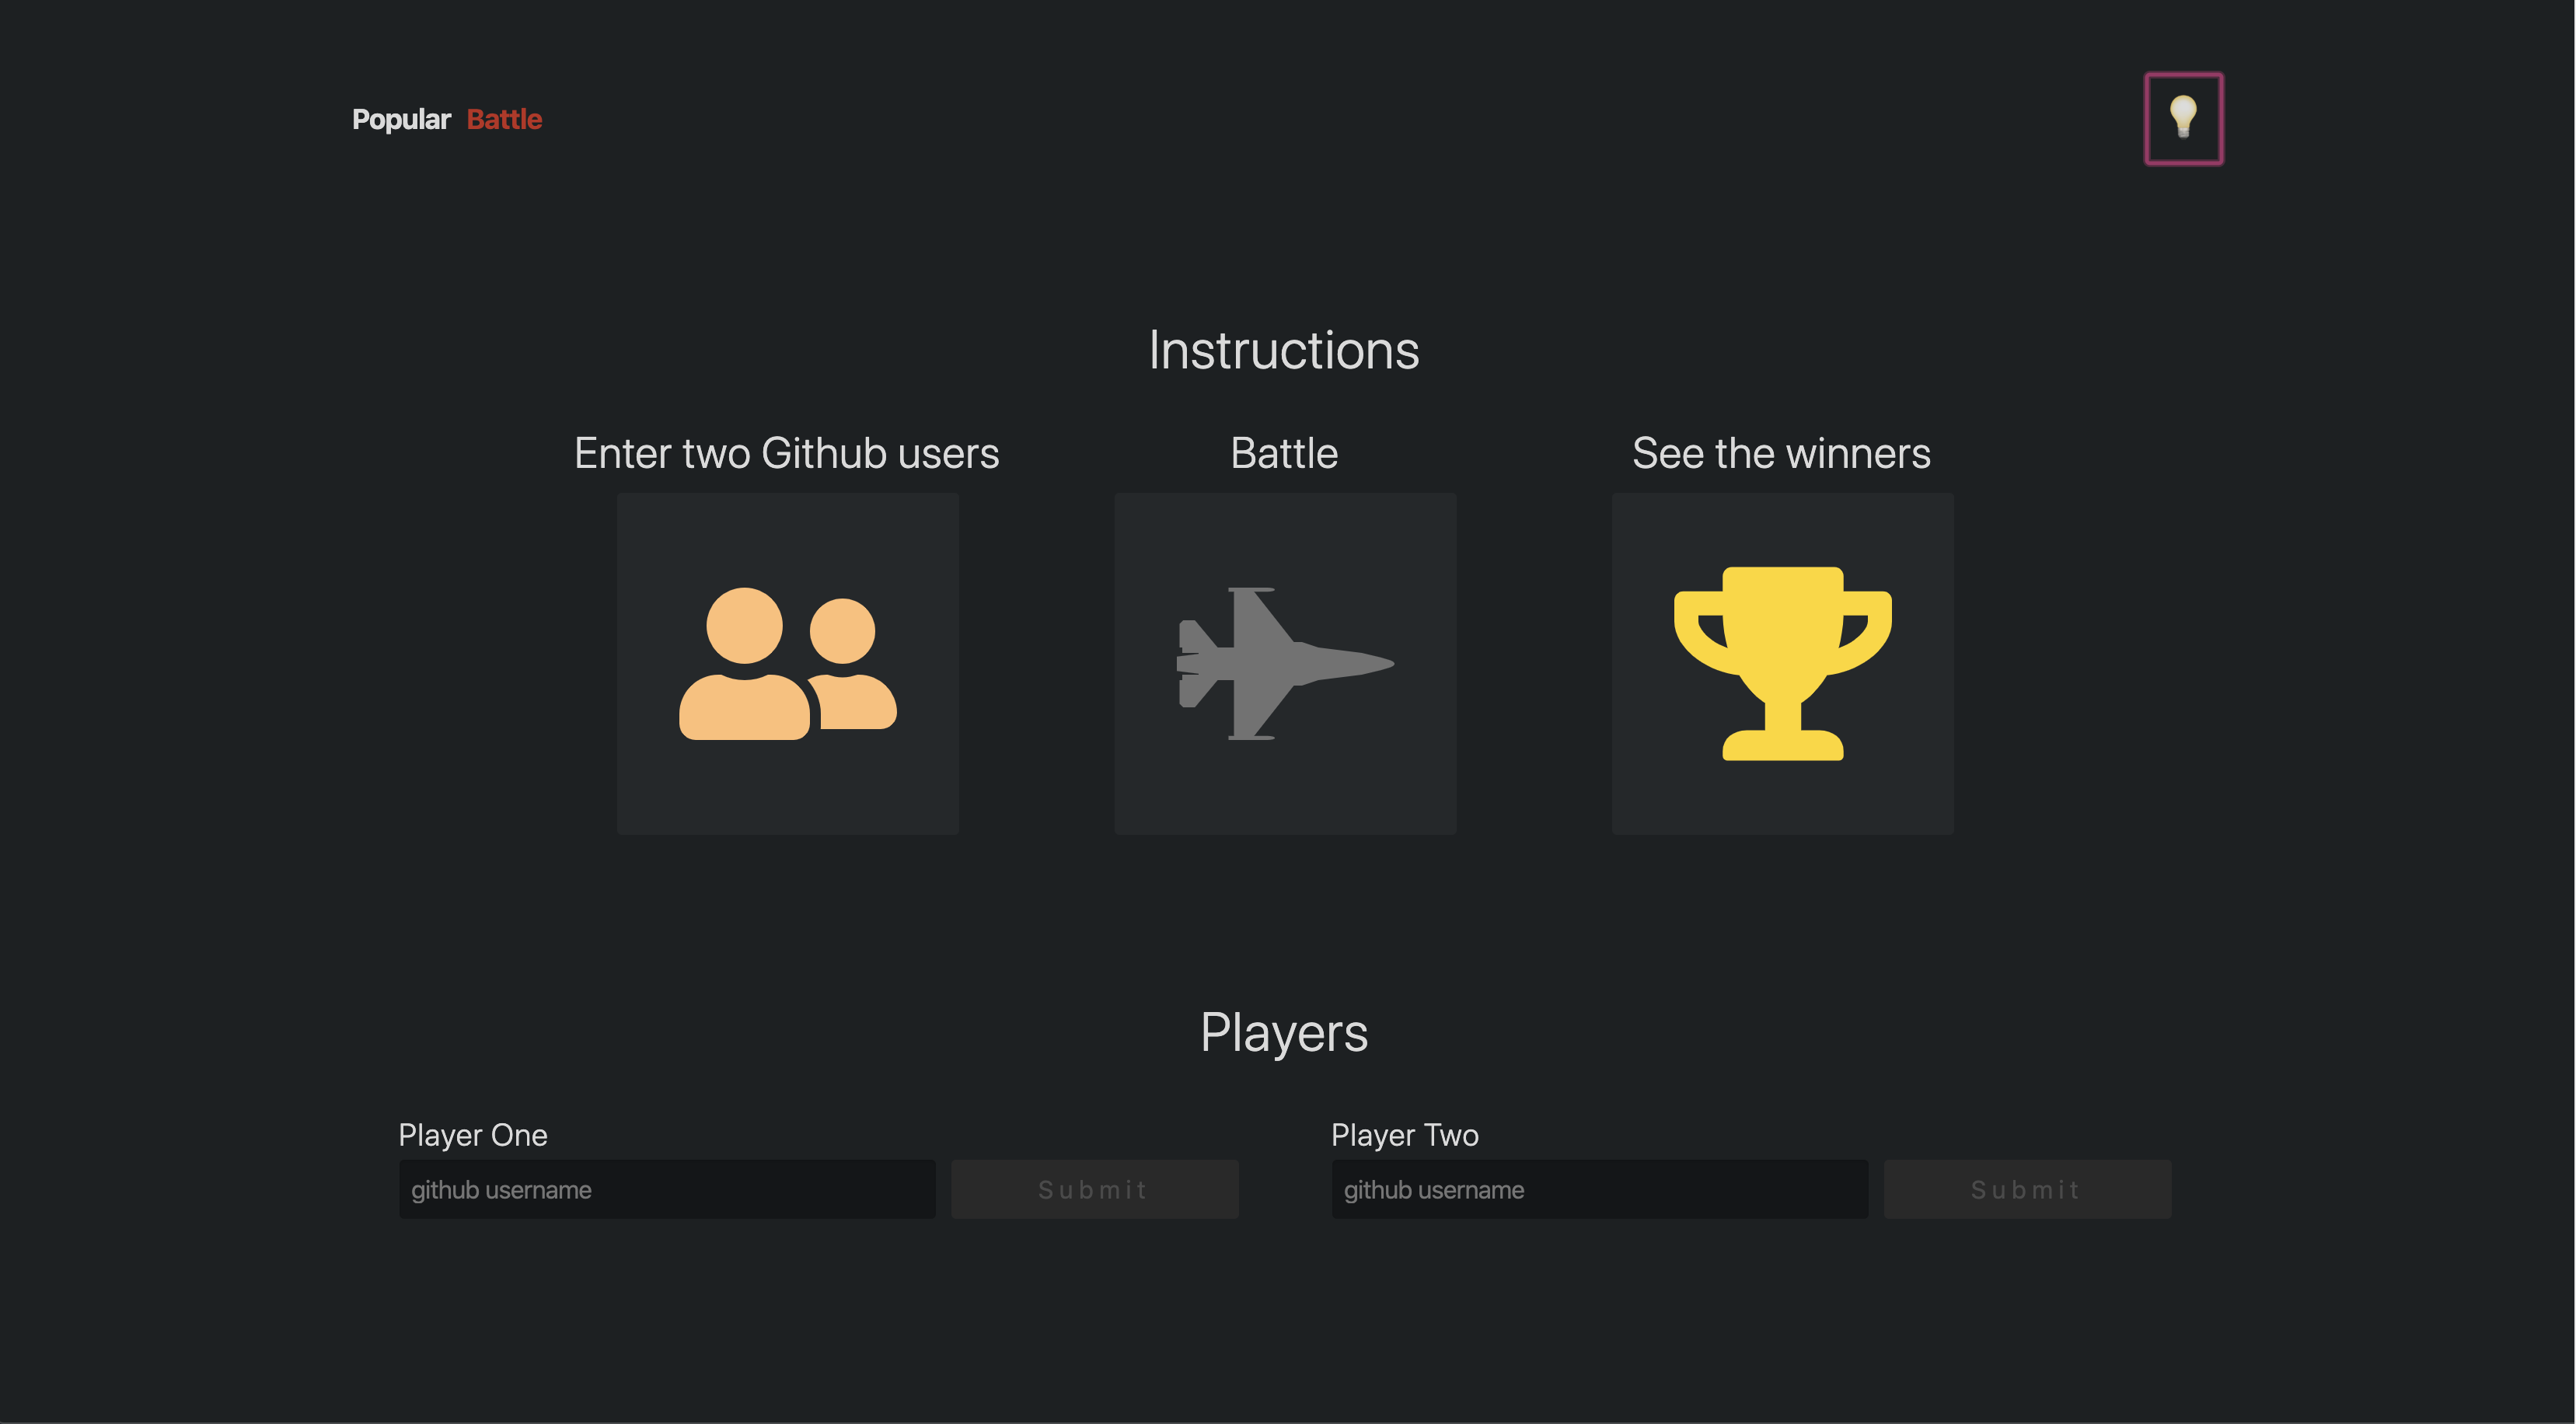 Popular Battle
Instructions
Enter two Github users
Battle
See the winners
Players
Player One
github username
Submit
Player Two
github username
Submit